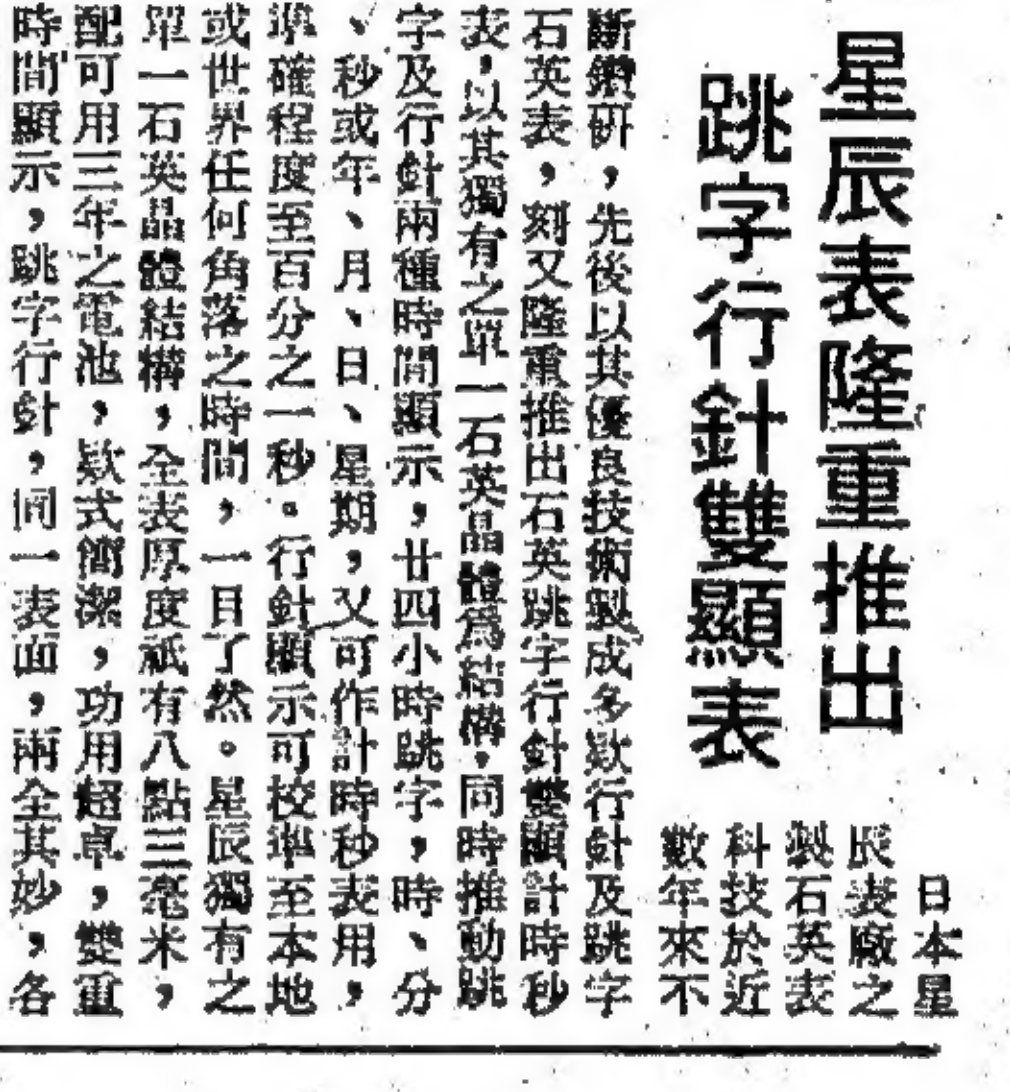 星辰表隆重推出
跳字行針雙顯表
日本星
辰表廠之
製石英表
科技於近
數年來不
斷鑽研，先後以其優良技術製成多欵行針及跳字
石英表，刻又隆重推出石英跳字行針雙顯計時秒
表，以其獨有之單一石英晶體爲結構，同時推動跳
字及行針兩種時間顯示，廿四小時跳字，時、分
、秒或年、月、日、星期，又可作計時秒表用，
準確程度至百分之一秒。行針顯示可校準至本地
或世界任何角落之時間，一目了然。星辰獨有之
單一石英晶體結構，全表厚度祇有八點三毫米，
配可用三年之電池，欵式簡潔，功用超卓，雙重
時間顯示，跳字行針，同一表面，兩全其妙，各